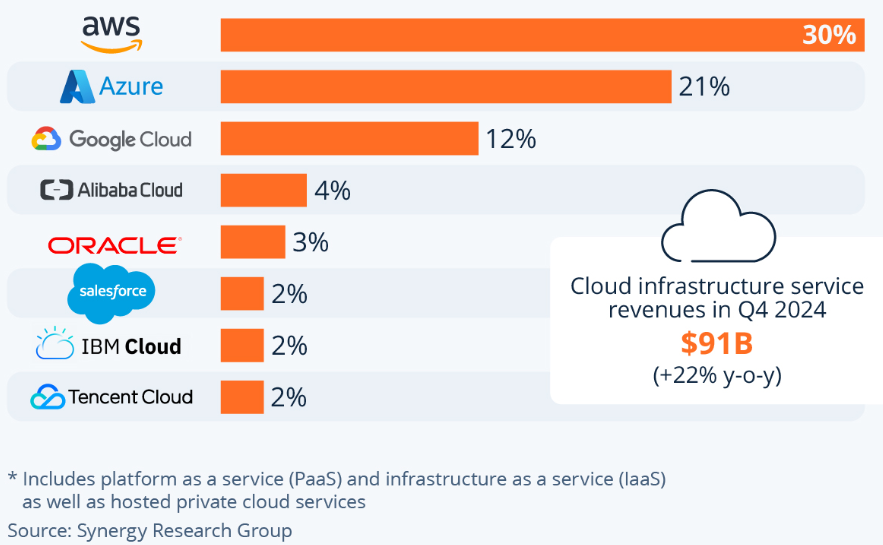 aws
30%
Azure
21%
Google Cloud
12%
Alibaba Cloud
4%
ORACLE
3%
salesforce
2%
IBM Cloud
2%
Tencent Cloud
2%
Cloud infrastructure service
revenues in Q4 2024
$91B
(+22% y-o-y)
* Includes platform as a service (PaaS) and infrastructure as a service (IaaS)
as well as hosted private cloud services
Source: Synergy Research Group